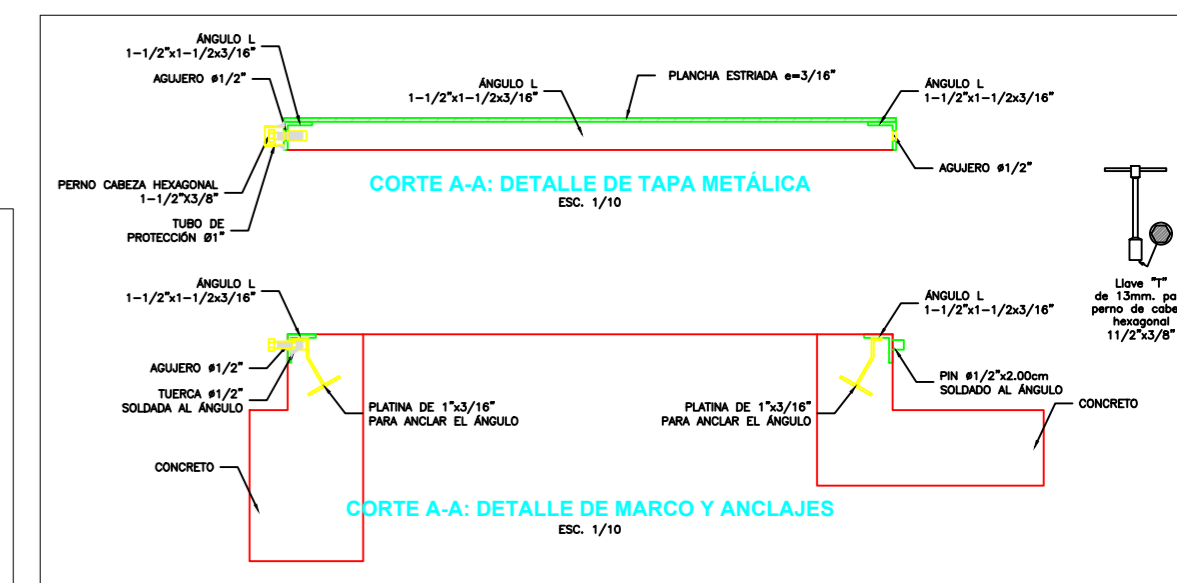 ÁNGULO L
1-1/2"x1-1/2x3/16"
AGUJERO ø1/2"
ÁNGULO L
1-1/2"x1-1/2x3/16"
PLANCHA ESTRIADA e=3/16"
ÁNGULO L
1-1/2"x1-1/2x3/16"
AGUJERO ø1/2"
PERNO CABEZA HEXAGONAL
1-1/2"X3/8"
TUBO DE
PROTECCIÓN Ø1"
CORTE A-A: DETALLE DE TAPA METÁLICA
ESC. 1/10
Llave "T"
de 13mm. pa
perno de cabe
hexagonal
11/2"x3/8"
ÁNGULO L
1-1/2"x1-1/2x3/16"
AGUJERO ø1/2"
TUERCA ø1/2"
SOLDADA AL ÁNGULO
PLATINA DE 1"x3/16"
PARA ANCLAR EL ÁNGULO
PLATINA DE 1"x3/16"
PARA ANCLAR EL ÁNGULO
ÁNGULO L
1-1/2"x1-1/2x3/16"
PIN ø1/2"x2.00cm
SOLDADO AL ÁNGULO
CONCRETO
CONCRETO
CORTE A-A: DETALLE DE MARCO Y ANCLAJES
ESC. 1/10